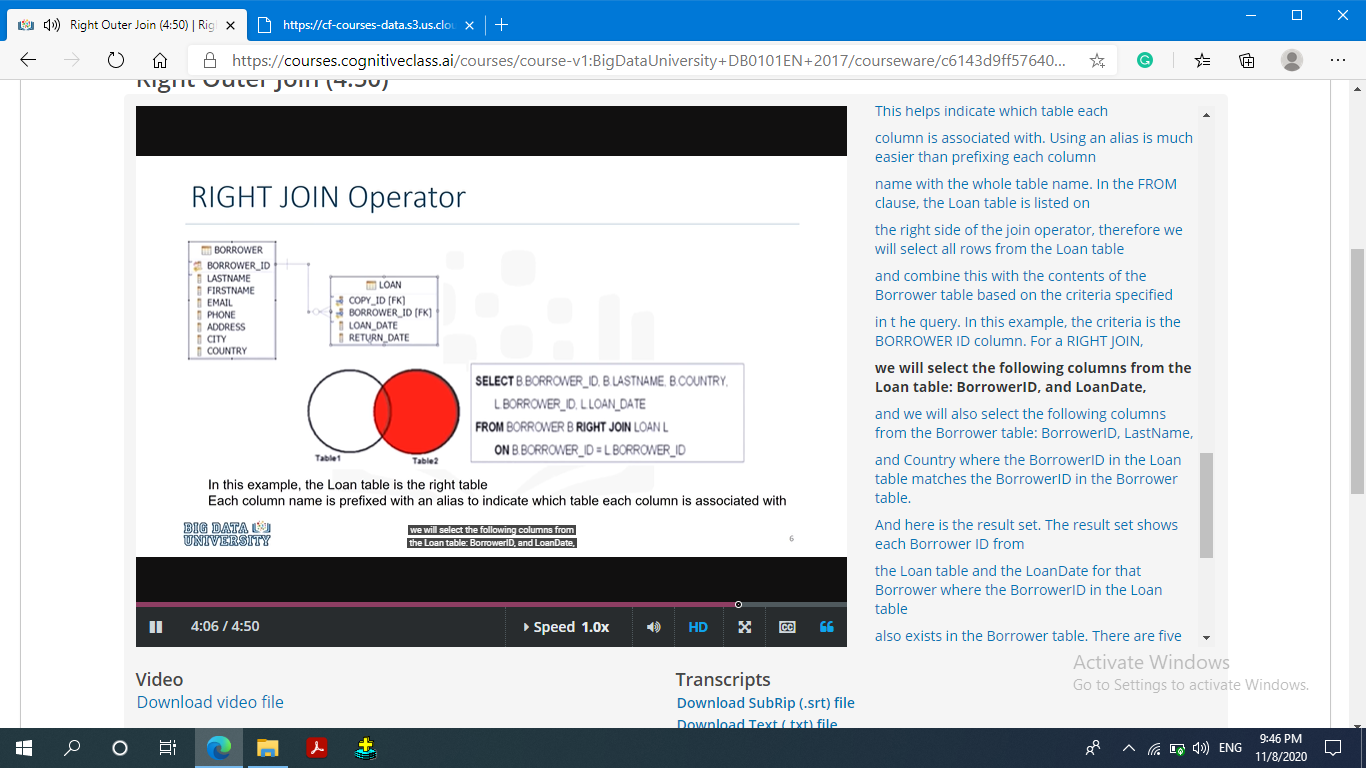 Right Outer Join (4:50) | Rig
https://cf-courses-data.s3.us.clou
https://courses.cognitiveclass.ai/courses/course-v1:BigDataUniversity+DB0101EN+2017/courseware/c6143d9ff57640...
Right Outer Join (4:50)
RIGHT JOIN Operator
BORROWER
BORROWER_ID
LASTNAME
FIRSTNAME
EMAIL
PHONE
ADDRESS
CITY
COUNTRY
LOAN
COPY_ID [FK]
BORROWER_ID [FK]
LOAN_DATE
RETURN_DATE
Table1
Table2
SELECT B.BORROWER_ID, B.LASTNAME, B.COUNTRY,
L.BORROWER_ID, L.LOAN_DATE
FROM BORROWER B RIGHT JOIN LOAN L
ON B.BORROWER_ID = L.BORROWER_ID
In this example, the Loan table is the right table
Each column name is prefixed with an alias to indicate which table each column is associated with
BIG DATA
UNIVERSITY
we will select the following columns from
the Loan table: BorrowerID, and LoanDate,
6
4:06 / 4:50
Speed 1.0x
HD
CC
This helps indicate which table each
column is associated with. Using an alias is much
easier than prefixing each column
name with the whole table name. In the FROM
clause, the Loan table is listed on
the right side of the join operator, therefore we
will select all rows from the Loan table
and combine this with the contents of the
Borrower table based on the criteria specified
in t he query. In this example, the criteria is the
BORROWER ID column. For a RIGHT JOIN,
we will select the following columns from the
Loan table: BorrowerID, and LoanDate,
and we will also select the following columns
from the Borrower table: BorrowerID, LastName,
and Country where the BorrowerID in the Loan
table matches the BorrowerID in the Borrower
table.
And here is the result set. The result set shows
each Borrower ID from
the Loan table and the LoanDate for that
Borrower where the BorrowerID in the Loan
table
also exists in the Borrower table. There are five
Video
Download video file
Transcripts
Download SubRip (.srt) file
Download Text (.txt) file
Activate Windows
Go to Settings to activate Windows.
ENG
9:46 PM
11/8/2020